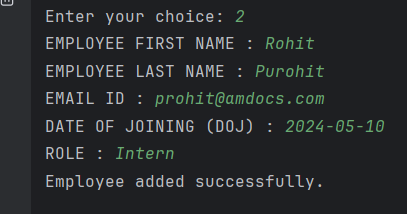 Enter your choice: 2
EMPLOYEE FIRST NAME : Rohit
EMPLOYEE LAST NAME : Purohit
EMAIL ID : prohit@amdocs.com
DATE OF JOINING (DOJ) : 2024-05-10
ROLE : Intern
Employee added successfully.